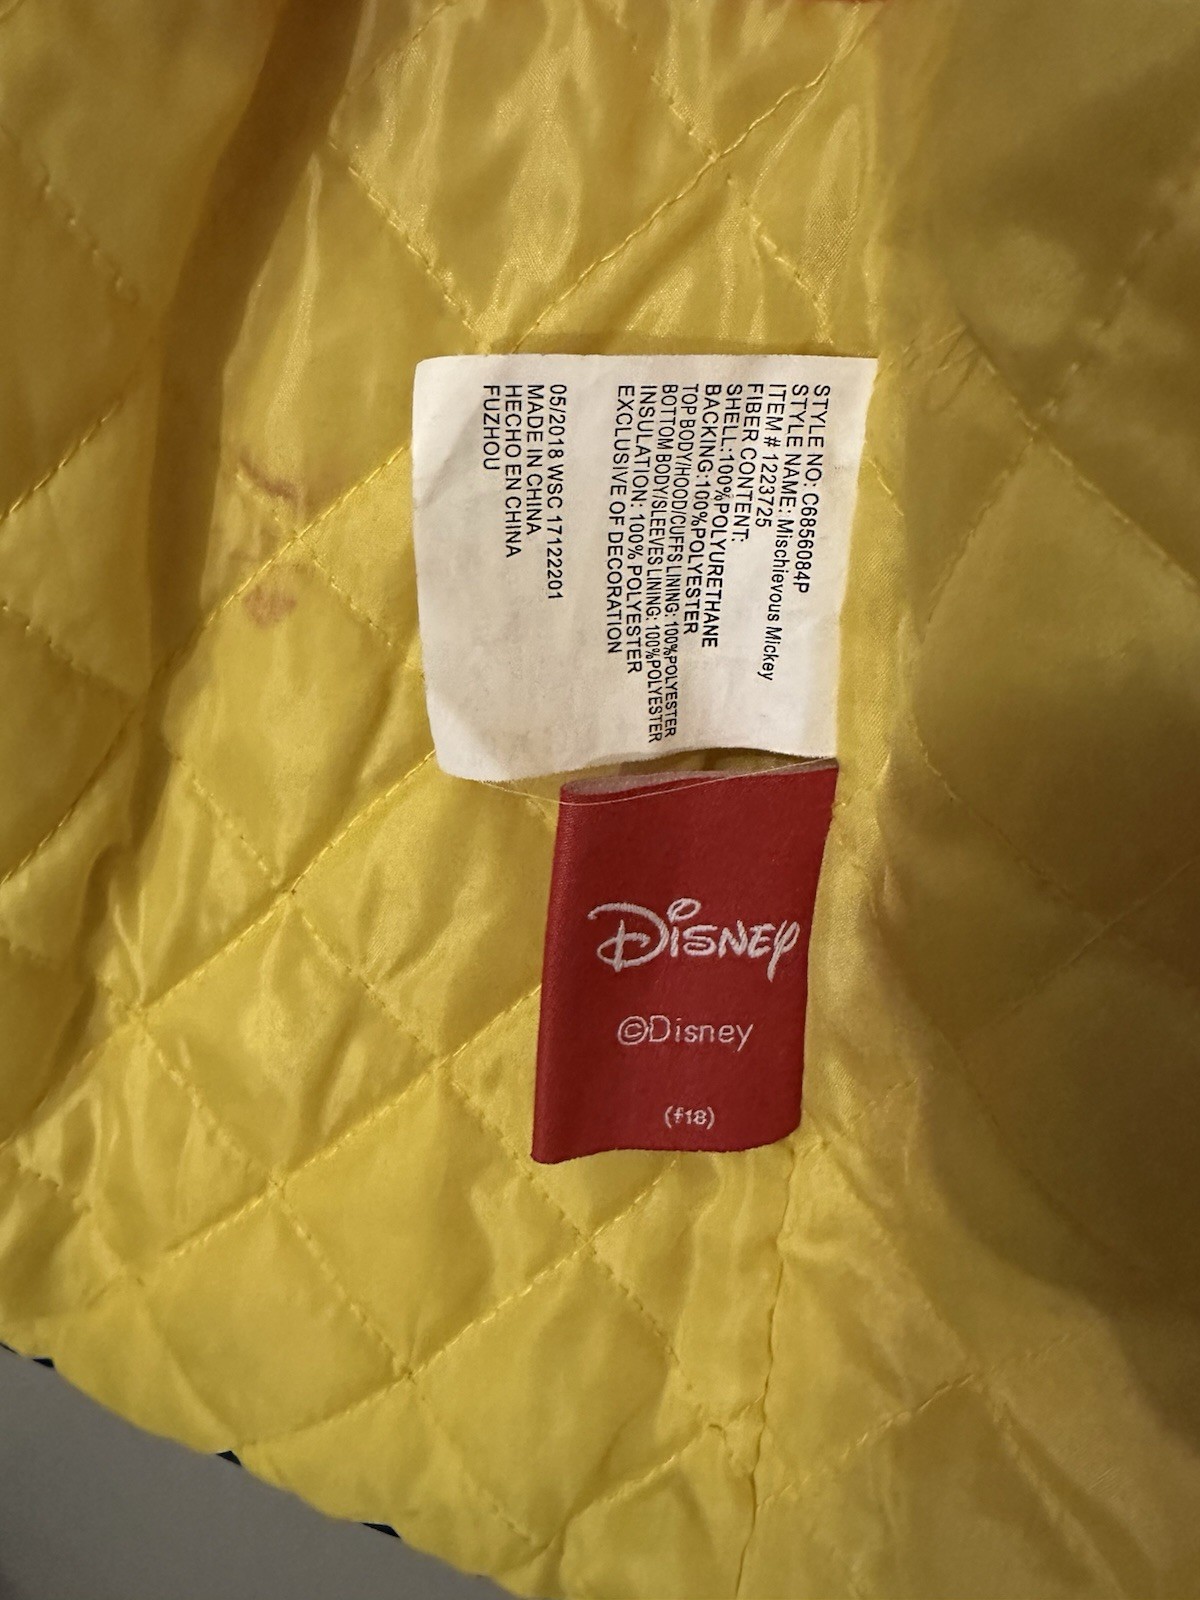 STYLE NO: C6856084P
STYLE NAME: Mischievous Mickey
ITEM # 1223725
FIBER CONTENT:
SHELL:100%POLYURETHANE
BACKING:100%POLYESTER
TOP BODY/HOOD/CUFFS LINING: 100%POLYESTER
BOTTOM BODY/SLEEVES LINING: 100%POLYESTER
INSULATION: 100% POLYESTER
EXCLUSIVE OF DECORATION
05/2018 WSC 17122201
MADE IN CHINA
HECHO EN CHINA
FUZHOU
Disney
©Disney
(f18)